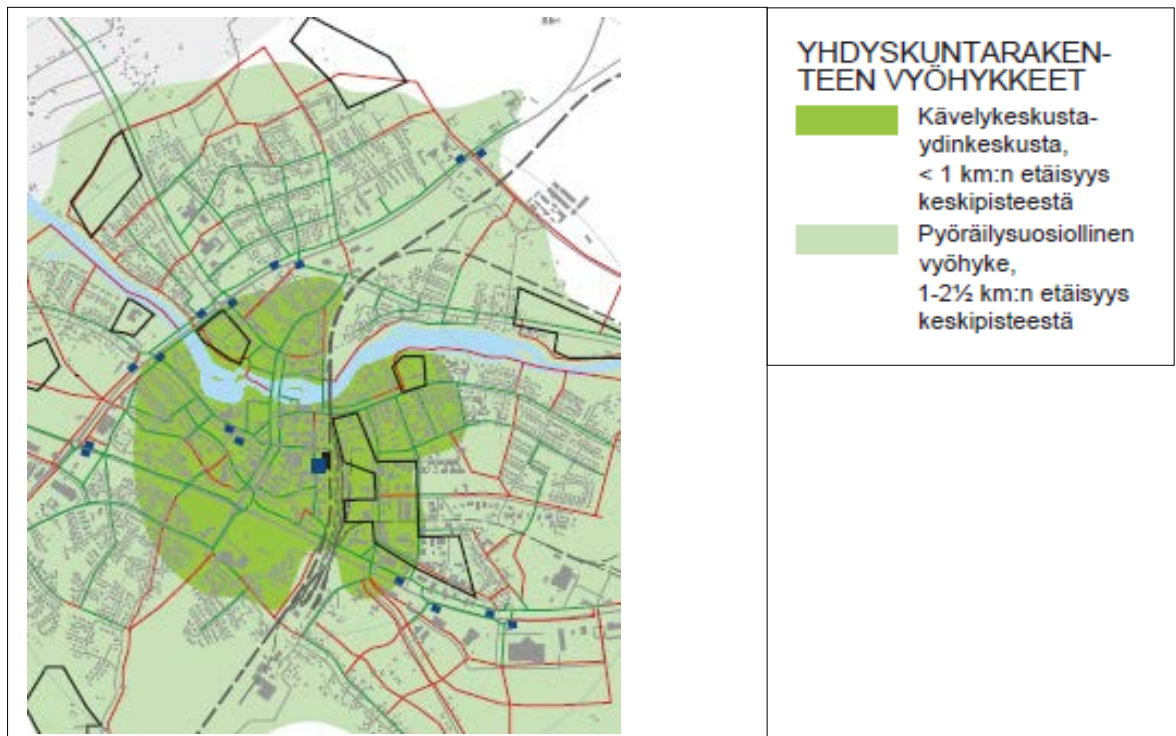 YHDYSKUNTARAKEN-
TEEN VYÖHYKKEET
Kävelykeskusta-
ydinkeskusta,
< 1 km:n etäisyys
keskipisteestä
Pyöräilysuosiollinen
vyöhyke,
1-2½ km:n etäisyys
keskipisteestä